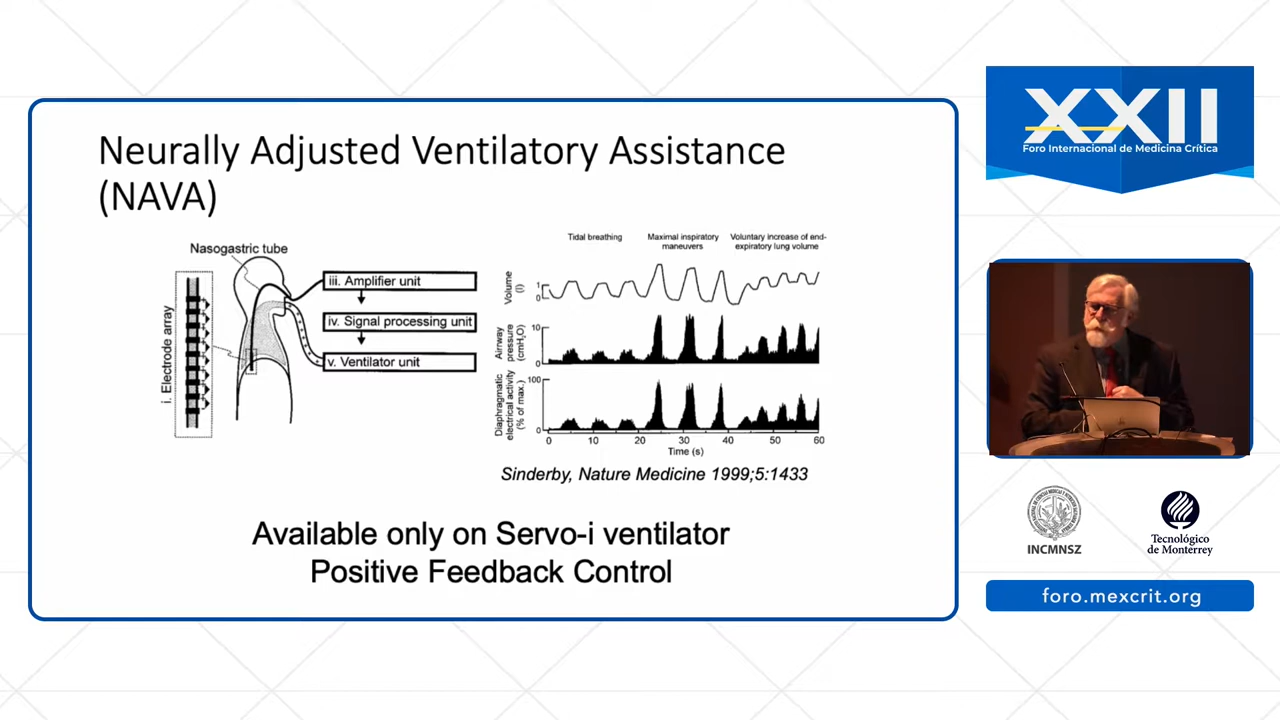 Neurally Adjusted Ventilatory Assistance
(NAVA)
Nasogastric tube
i. Electrode array
iii. Amplifier unit
iv. Signal processing unit
v. Ventilator unit
Tidal breathing
Maximal inspiratory
maneuvers
Voluntary increase of end-
expiratory lung volume
Volume
(l)
1
0
Airway
pressure
(cmH2O)
10
0
Diaphragmatic
electrical activity
(% of max.)
100
0
0 10 20 30 40 50 60
Time (s)
Sinderby, Nature Medicine 1999;5:1433
Available only on Servo-i ventilator
Positive Feedback Control
XXII
Foro Internacional de Medicina Crítica
INCMNSZ
Tecnológico
de Monterrey
foro.mexcrit.org